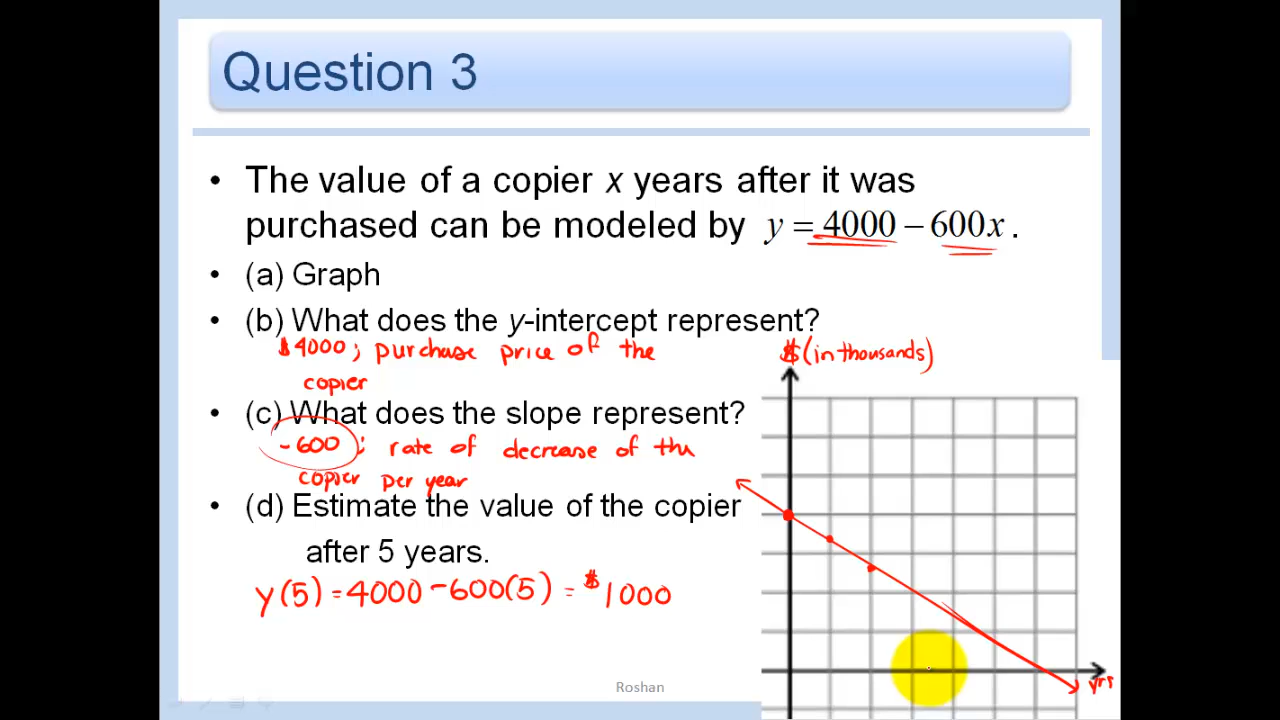 Question 3
• The value of a copier x years after it was
purchased can be modeled by y = 4000 − 600x.
• (a) Graph
• (b) What does the y-intercept represent?
$4000; purchase price of the
copier
$ (in thousands)
• (c) What does the slope represent?
-600; rate of decrease of the
copier per year
• (d) Estimate the value of the copier
after 5 years.
y(5) = 4000 - 600(5) = $1000
yrs
Roshan